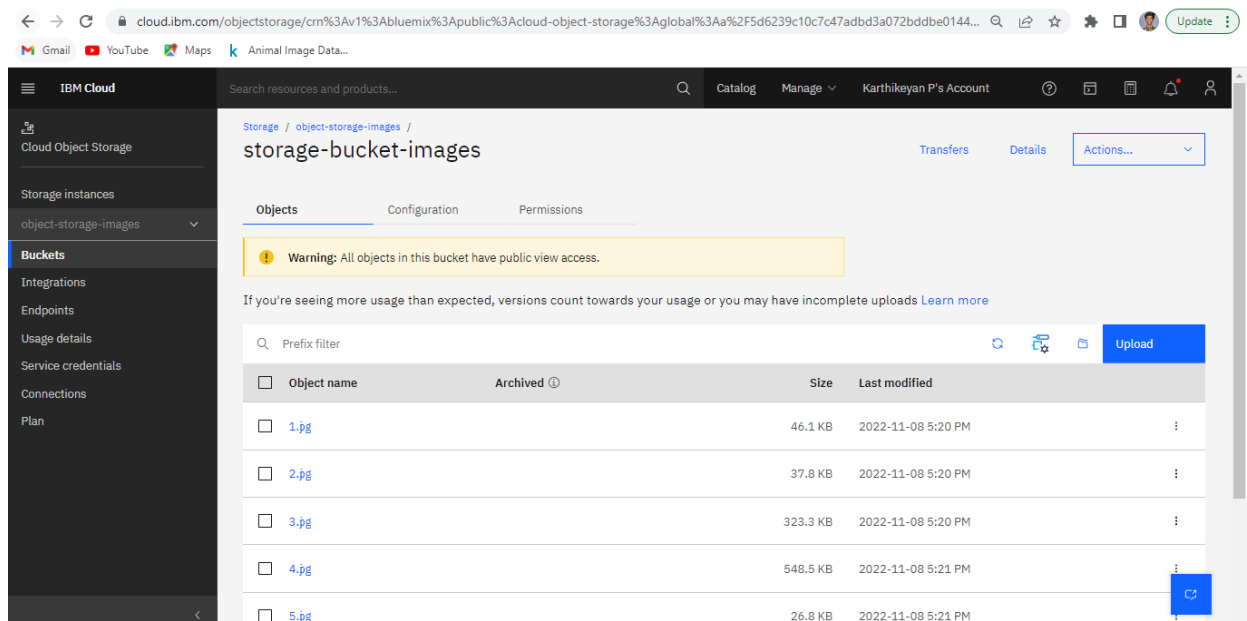 cloud.ibm.com/objectstorage/crn%3Av1%3Abluemix%3Apublic%3Acloud-object-storage%3Aglobal%3Aa%2F5d6239c10c7c47adbd3a072bddbe0144...
Update
Gmail YouTube Maps Animal Image Data...
IBM Cloud
Search resources and products...
Catalog
Manage
Karthikeyan P's Account
Cloud Object Storage
Storage instances
object-storage-images
Buckets
Integrations
Endpoints
Usage details
Service credentials
Connections
Plan
Storage / object-storage-images /
storage-bucket-images
Transfers
Details
Actions...
Objects Configuration Permissions
Warning: All objects in this bucket have public view access.
If you're seeing more usage than expected, versions count towards your usage or you may have incomplete uploads Learn more
Prefix filter
Upload
Object name Archived Size Last modified
1.jpg 46.1 KB 2022-11-08 5:20 PM
2.jpg 37.8 KB 2022-11-08 5:20 PM
3.jpg 323.3 KB 2022-11-08 5:20 PM
4.jpg 548.5 KB 2022-11-08 5:21 PM
5.jpg 26.8 KB 2022-11-08 5:21 PM